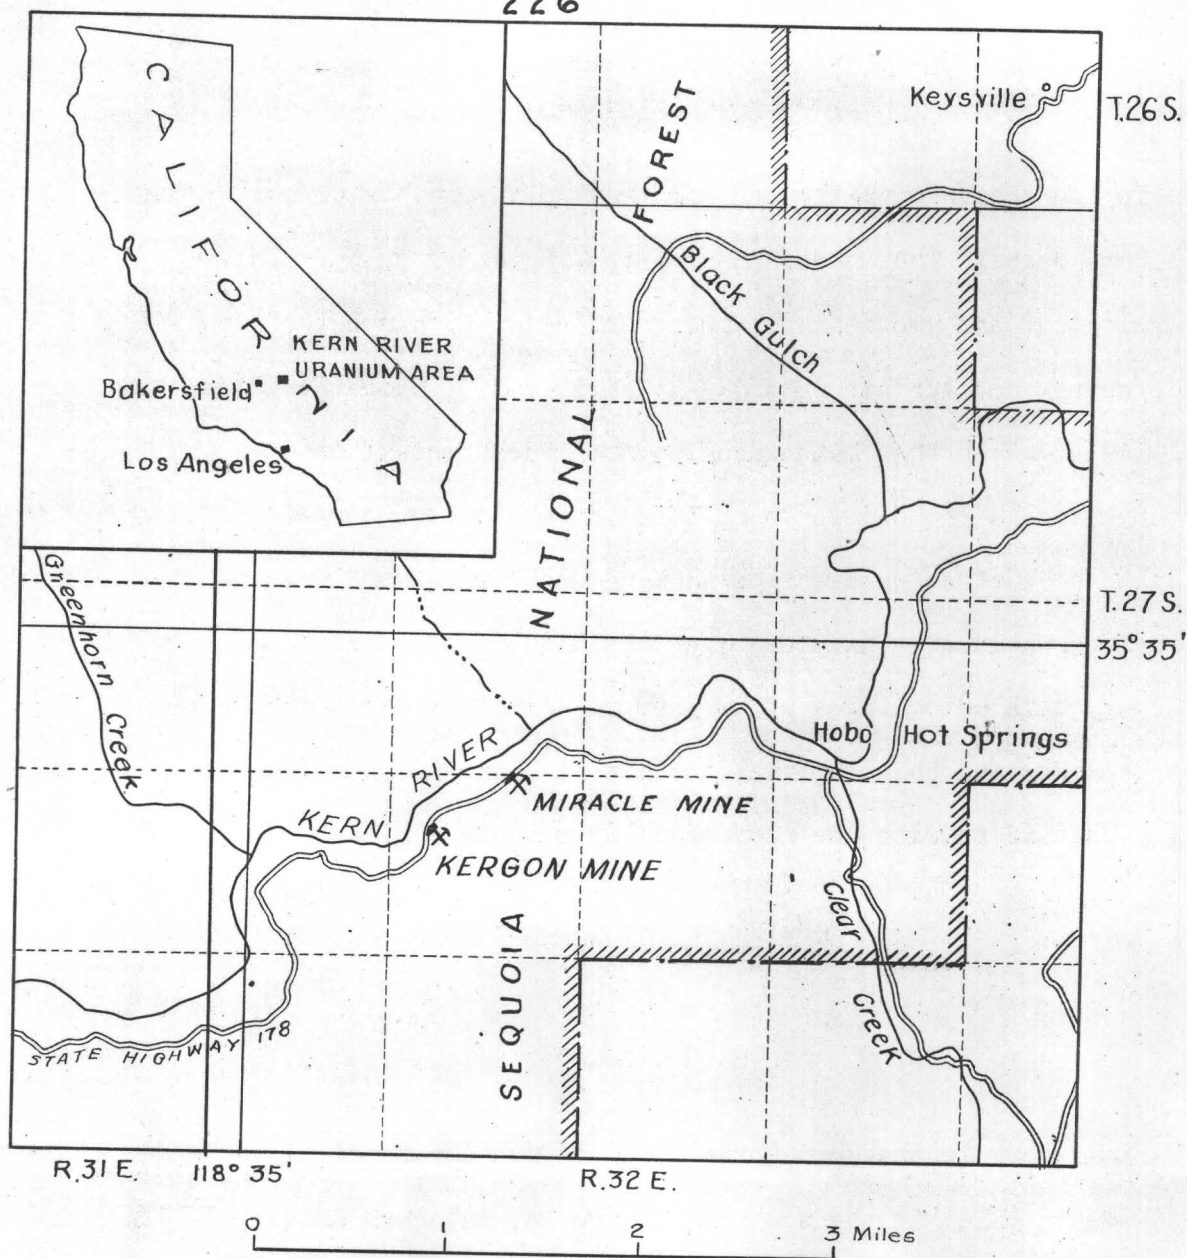 226
CALIFORNIA
KERN RIVER
URANIUM AREA
Bakersfield
Los Angeles
Keysville
T.26 S.
SEQUOIA NATIONAL FOREST
Black Gulch
Greenhorn Creek
T.27 S.
35° 35'
Hobo Hot Springs
KERN RIVER
MIRACLE MINE
KERGON MINE
Clear Creek
STATE HIGHWAY 178
R.31 E.
118° 35'
R.32 E.
0 1 2 3 Miles